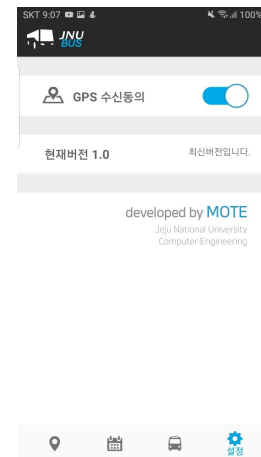 SKT 9:07 100%
JNU
BUS
GPS 수신동의
현재버전 1.0 최신버전입니다.
developed by MOTE
Jeju National University
Computer Engineering
설정